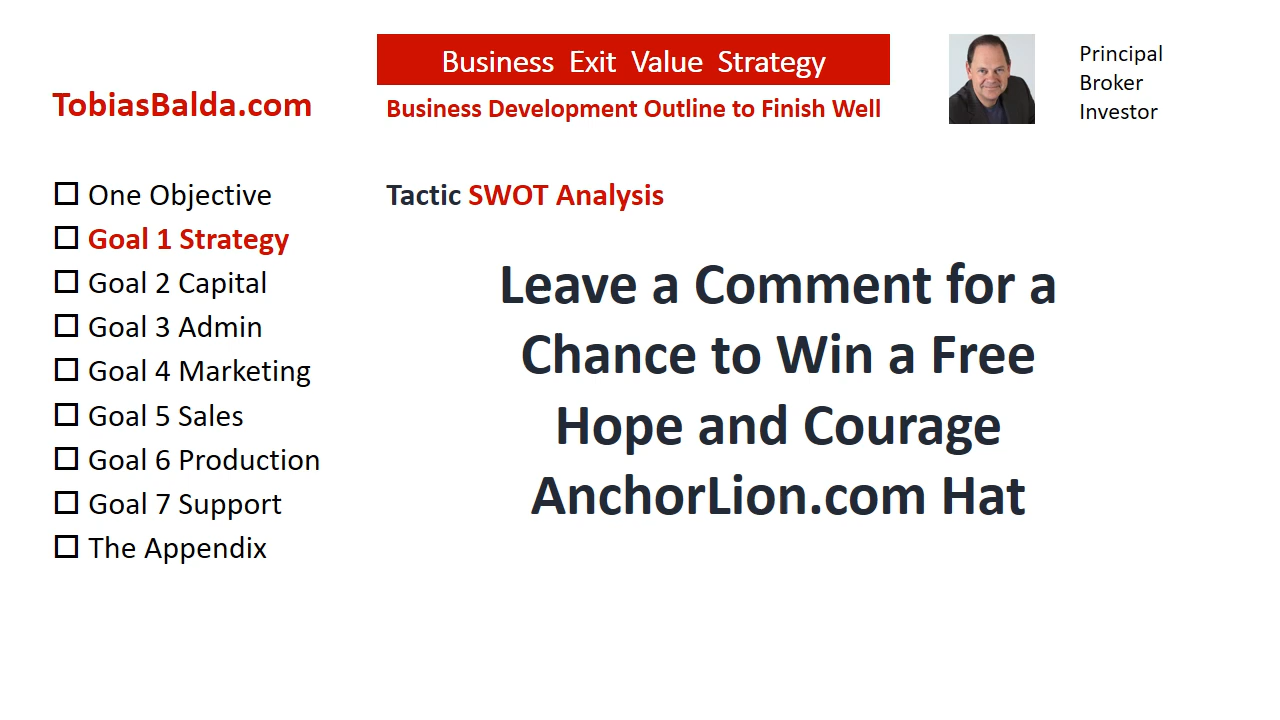 Business Exit Value Strategy
TobiasBalda.com
Business Development Outline to Finish Well
Principal
Broker
Investor
One Objective
Goal 1 Strategy
Goal 2 Capital
Goal 3 Admin
Goal 4 Marketing
Goal 5 Sales
Goal 6 Production
Goal 7 Support
The Appendix
Tactic SWOT Analysis
Leave a Comment for a
Chance to Win a Free
Hope and Courage
AnchorLion.com Hat